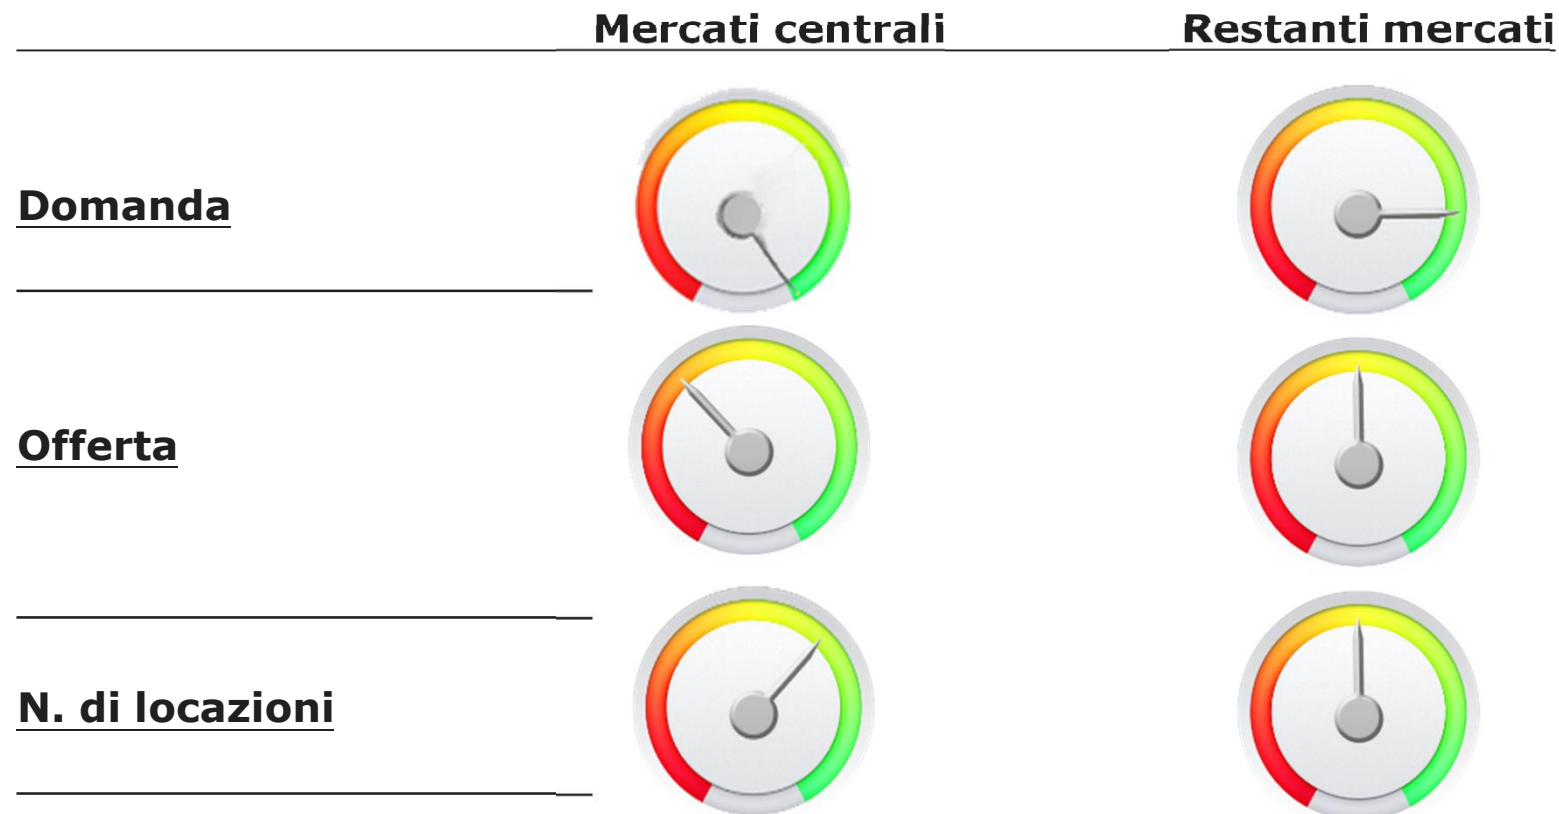 Mercati centrali Restanti mercati
Domanda
Offerta
N. di locazioni